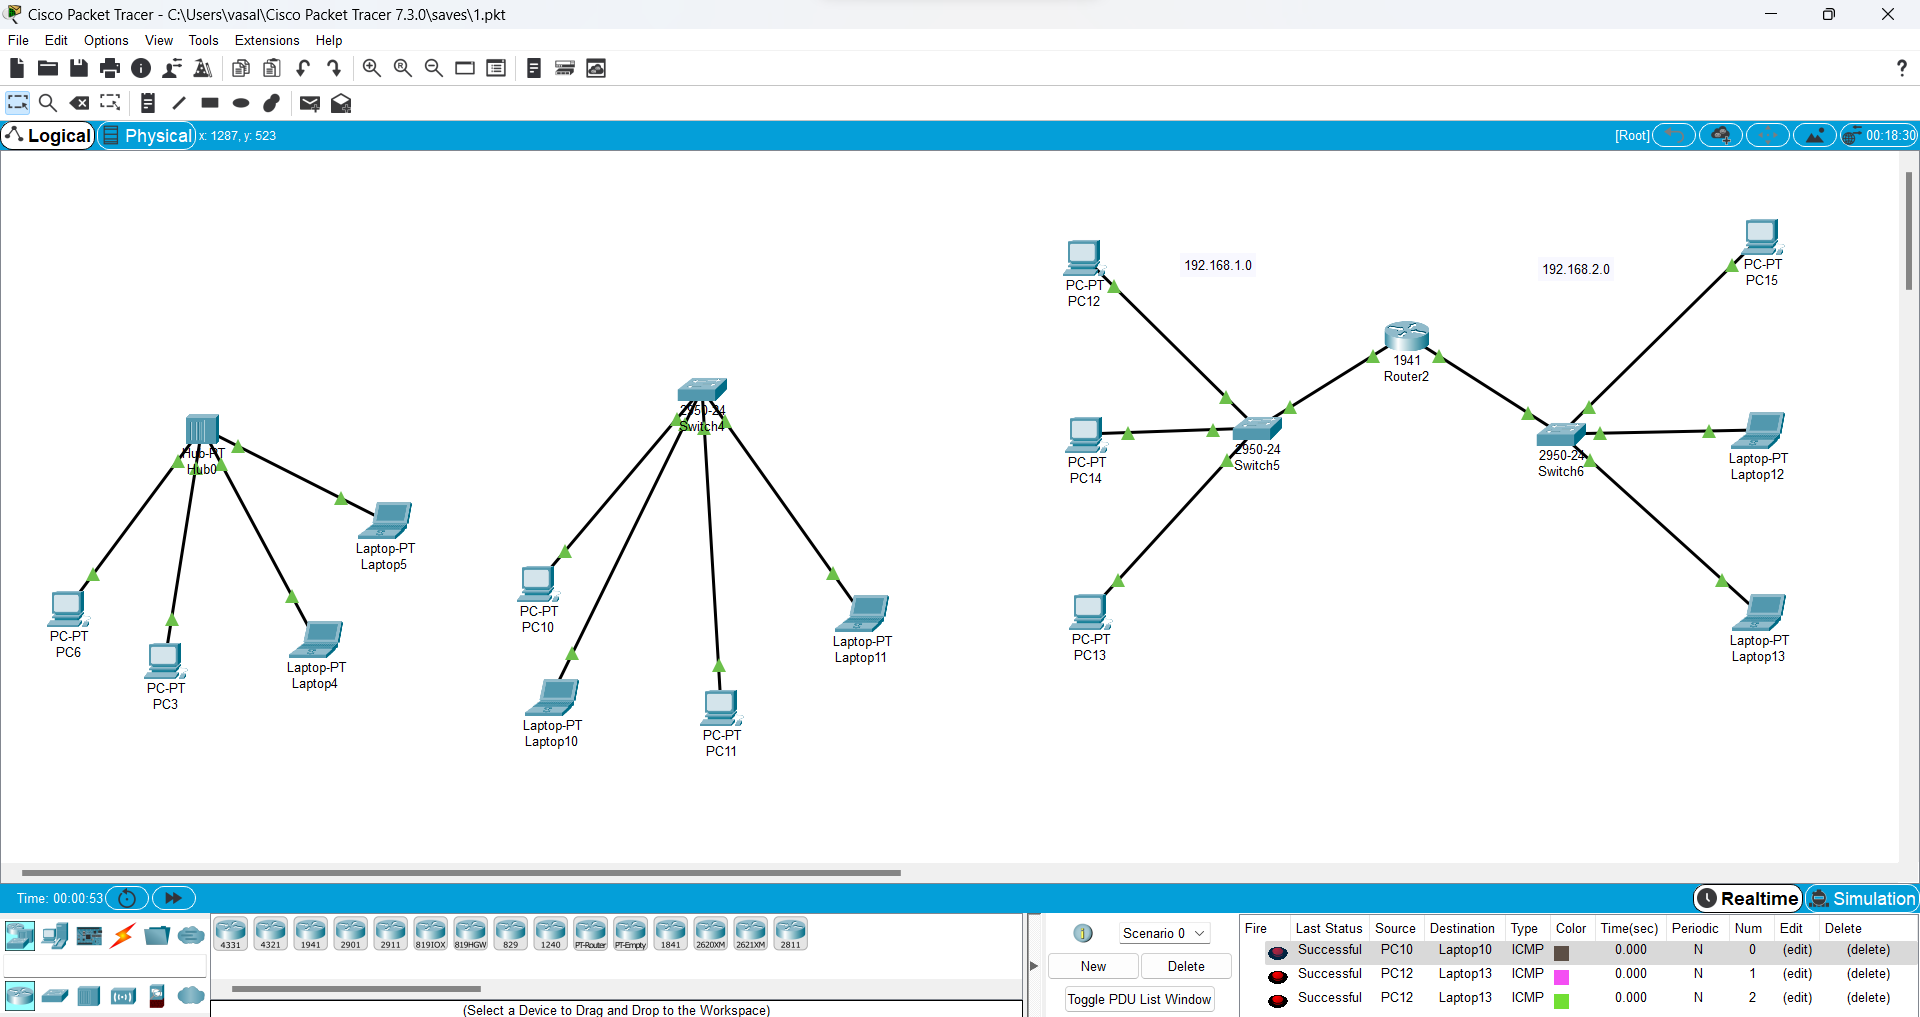 Cisco Packet Tracer - C:\Users\vasal\Cisco Packet Tracer 7.3.0\saves\1.pkt
File Edit Options View Tools Extensions Help
?
Logical Physical x: 1287, y: 523 [Root] 00:18:30
PC-PT
PC12
192.168.1.0
192.168.2.0
PC-PT
PC15
1941
Router2
2950-24
Switch4
Hub-PT
Hub0
PC-PT
PC14
2950-24
Switch5
2950-24
Switch6
Laptop-PT
Laptop12
Laptop-PT
Laptop5
PC-PT
PC6
PC-PT
PC3
Laptop-PT
Laptop4
PC-PT
PC10
Laptop-PT
Laptop10
PC-PT
PC11
Laptop-PT
Laptop11
PC-PT
PC13
Laptop-PT
Laptop13
Time: 00:00:53 Realtime Simulation
4331 4321 1941 2901 2911 819IOX 819HGW 829 1240 PT-Router PT-Empty 1841 2620XM 2621XM 2811
(Select a Device to Drag and Drop to the Workspace)
1 Scenario 0
New Delete
Toggle PDU List Window
Fire Last Status Source Destination Type Color Time(sec) Periodic Num Edit Delete
Successful PC10 Laptop10 ICMP 0.000 N 0 (edit) (delete)
Successful PC12 Laptop13 ICMP 0.000 N 1 (edit) (delete)
Successful PC12 Laptop13 ICMP 0.000 N 2 (edit) (delete)